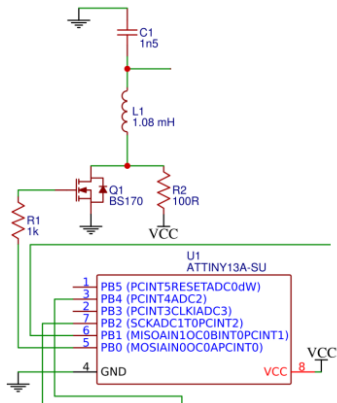 C1
1n5
L1
1.08 mH
Q1
BS170
R2
100R
VCC
R1
1k
U1
ATTINY13A-SU
1 PB5 (PCINT5RESETADC0dW)
3 PB4 (PCINT4ADC2)
2 PB3 (PCINT3CLKIADC3)
7 PB2 (SCKADC1T0PCINT2)
6 PB1 (MISOAIN1OC0BINT0PCINT1)
5 PB0 (MOSIAIN0OC0APCINT0)
4 GND
VCC 8
VCC